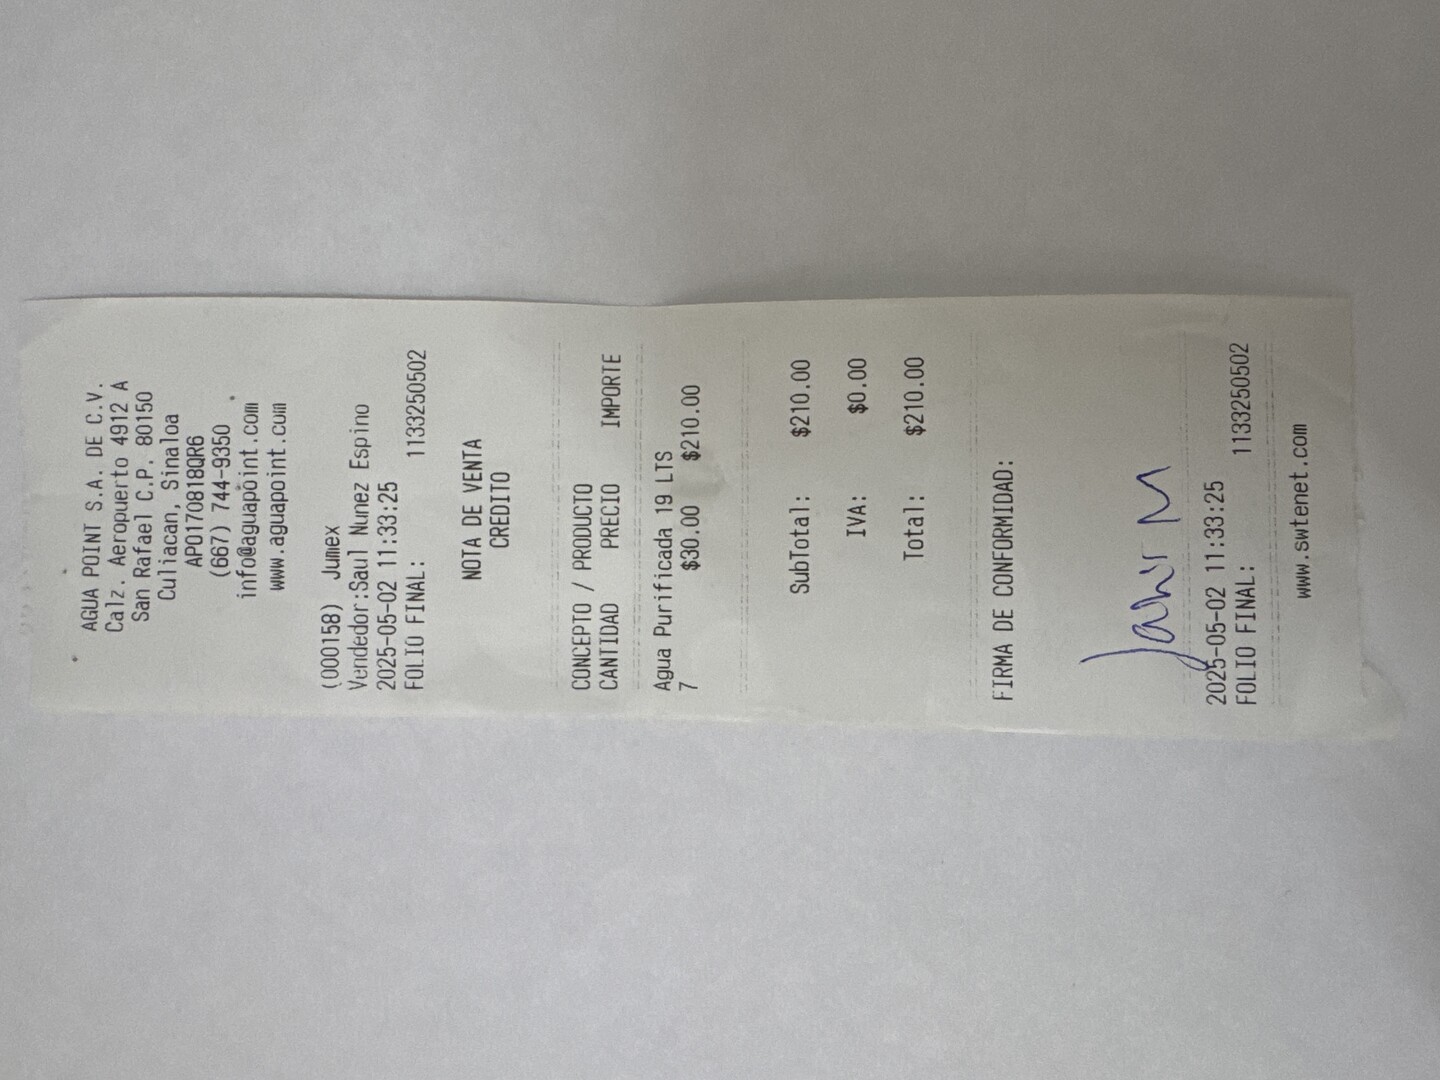 AGUA POINT S.A. DE C.V.
Calz. Aeropuerto 4912 A
San Rafael C.P. 80150
Culiacan, Sinaloa
APO170818QR6
(667) 744-9350
info@aguapoint.com
www.aguapoint.com
(000158) Jumex
Vendedor:Saul Nunez Espino
2025-05-02 11:33:25
FOLIO FINAL: 1133250502
NOTA DE VENTA
CREDITO
CONCEPTO / PRODUCTO
CANTIDAD PRECIO IMPORTE
Agua Purificada 19 LTS
7 $30.00 $210.00
SubTotal: $210.00
IVA: $0.00
Total: $210.00
FIRMA DE CONFORMIDAD:
2025-05-02 11:33:25
FOLIO FINAL: 1133250502
www.swtenet.com